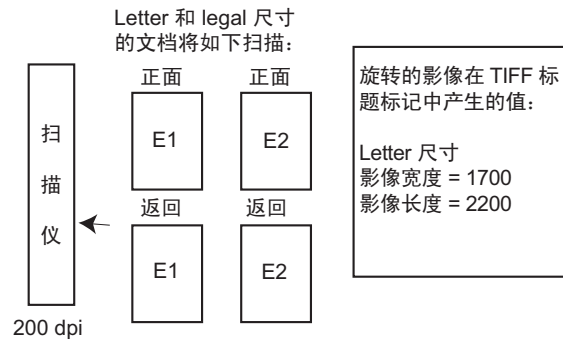 Letter 和 legal 尺寸
的文档将如下扫描：
正面
正面
E1
E2
返回
返回
E1
E2
扫
描
仪
200 dpi
旋转的影像在 TIFF 标
题标记中产生的值：
Letter 尺寸
影像宽度 = 1700
影像长度 = 2200